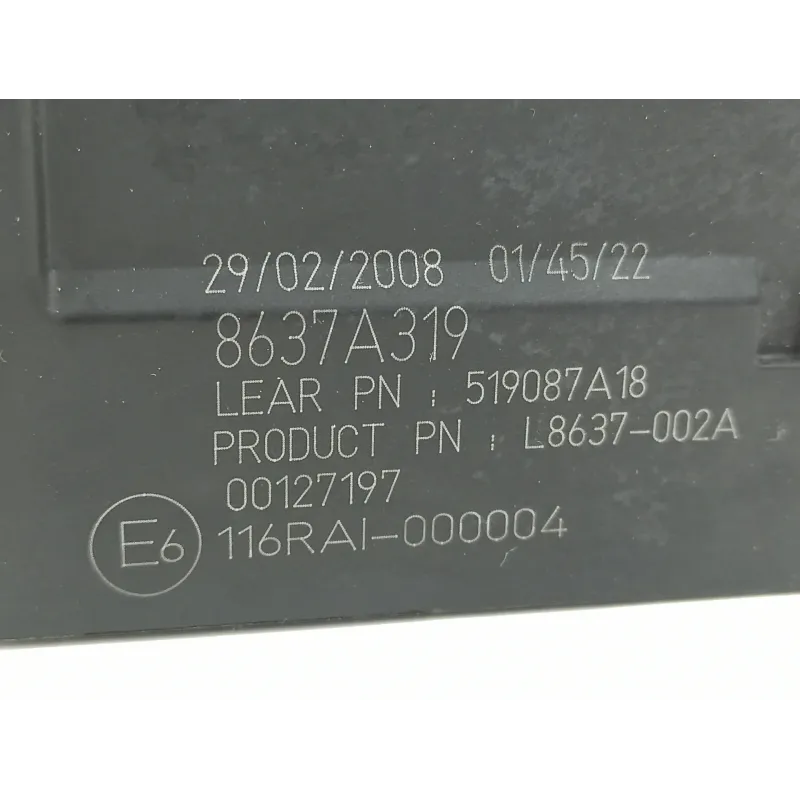 29/02/2008 01/45/22
8637A319
LEAR PN : 519087A18
PRODUCT PN : L8637-002A
00127197
E6 116RAI-000004